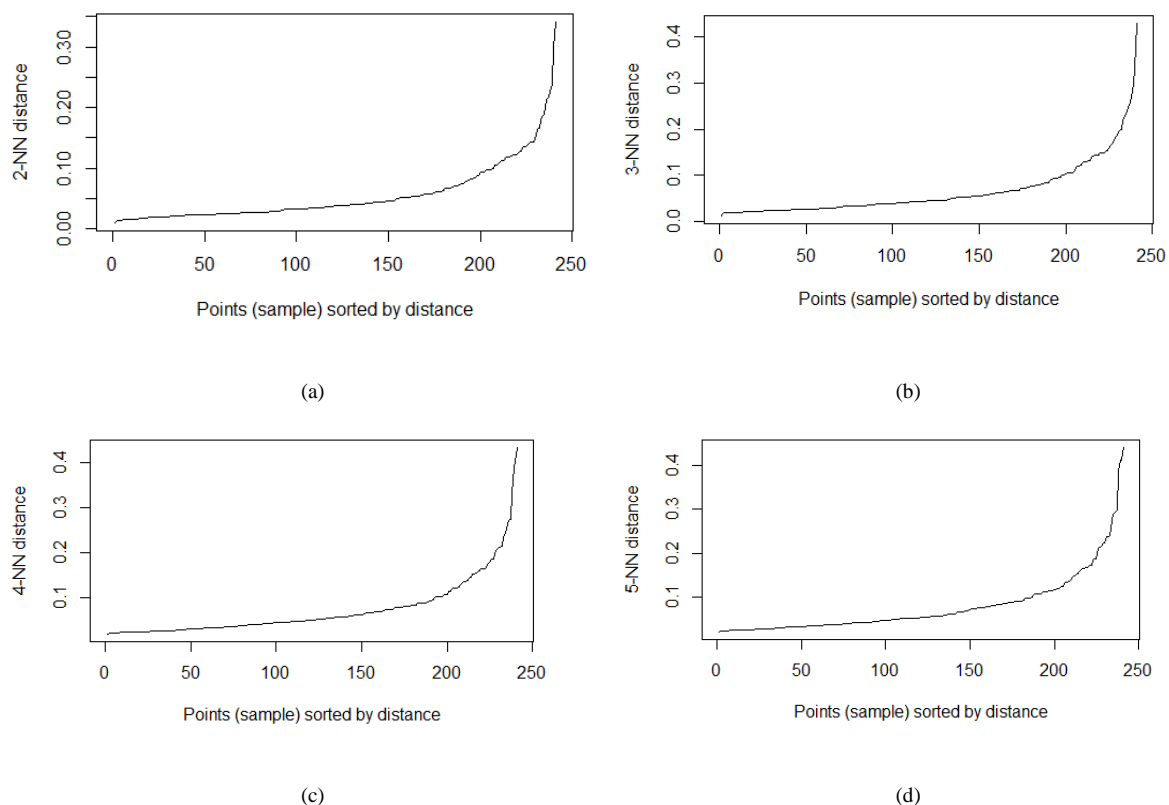 2-NN distance
0.00 0.10 0.20 0.30
0 50 100 150 200 250
Points (sample) sorted by distance
(a)
3-NN distance
0.0 0.1 0.2 0.3 0.4
0 50 100 150 200 250
Points (sample) sorted by distance
(b)
4-NN distance
0.1 0.2 0.3 0.4
0 50 100 150 200 250
Points (sample) sorted by distance
(c)
5-NN distance
0.1 0.2 0.3 0.4
0 50 100 150 200 250
Points (sample) sorted by distance
(d)